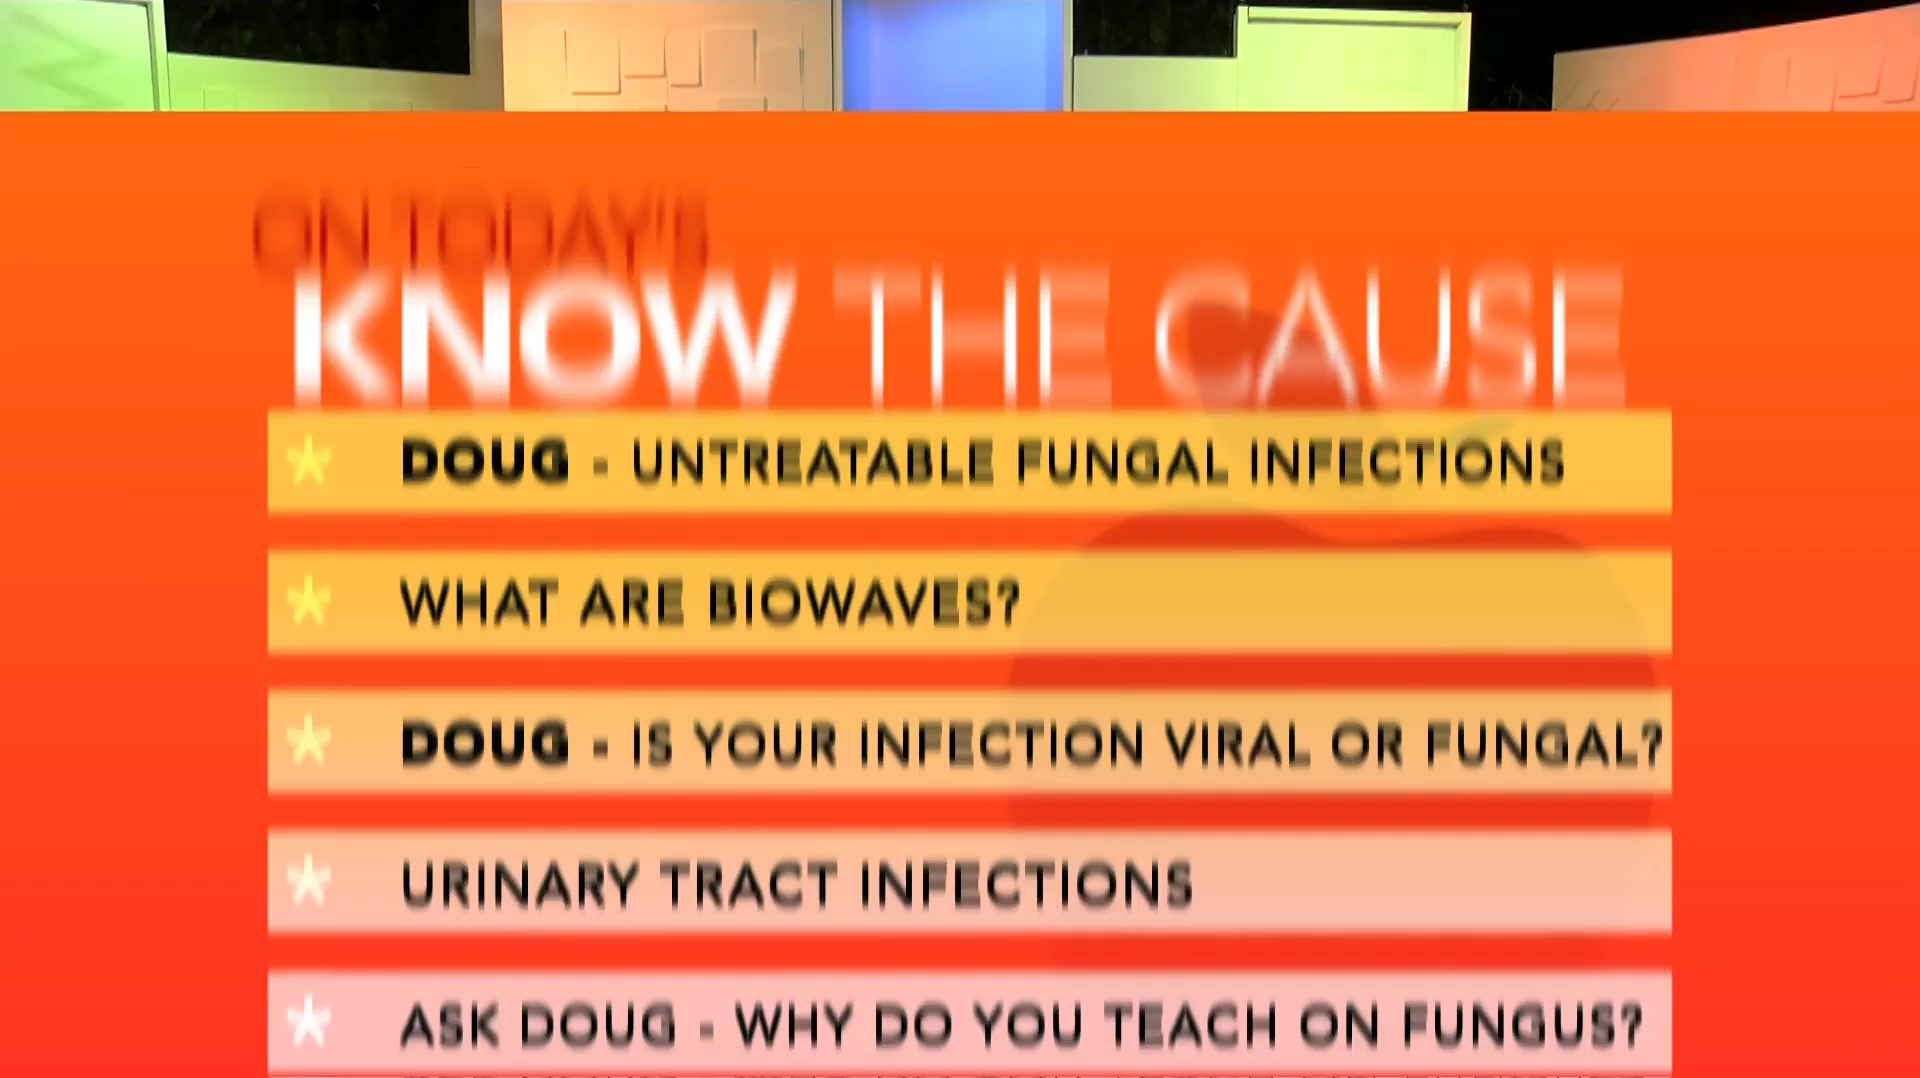 ON TODAY'S
KNOW THE CAUSE
* DOUG - UNTREATABLE FUNGAL INFECTIONS
* WHAT ARE BIOWAVES?
* DOUG - IS YOUR INFECTION VIRAL OR FUNGAL?
* URINARY TRACT INFECTIONS
* ASK DOUG - WHY DO YOU TEACH ON FUNGUS?